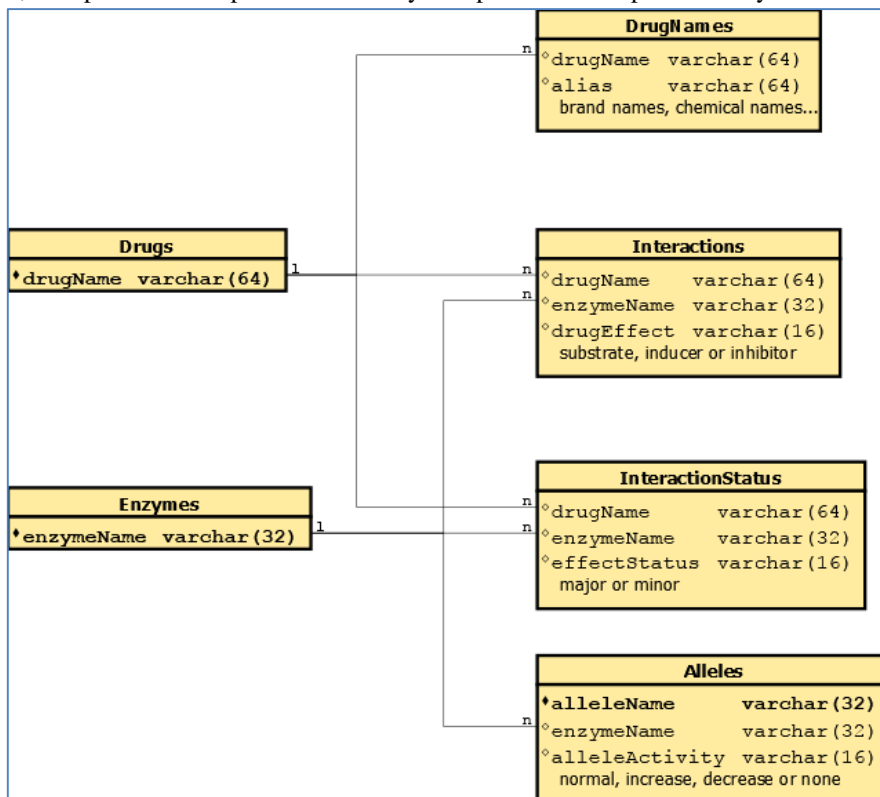 DrugNames
n
drugName varchar(64)
alias varchar(64)
brand names, chemical names...
Drugs
1
drugName varchar(64)
Interactions
n
drugName varchar(64)
n
enzymeName varchar(32)
drugEffect varchar(16)
substrate, inducer or inhibitor
Enzymes
1
enzymeName varchar(32)
InteractionStatus
n
drugName varchar(64)
n
enzymeName varchar(32)
effectStatus varchar(16)
major or minor
Alleles
alleleName varchar(32)
n
enzymeName varchar(32)
alleleActivity varchar(16)
normal, increase, decrease or none